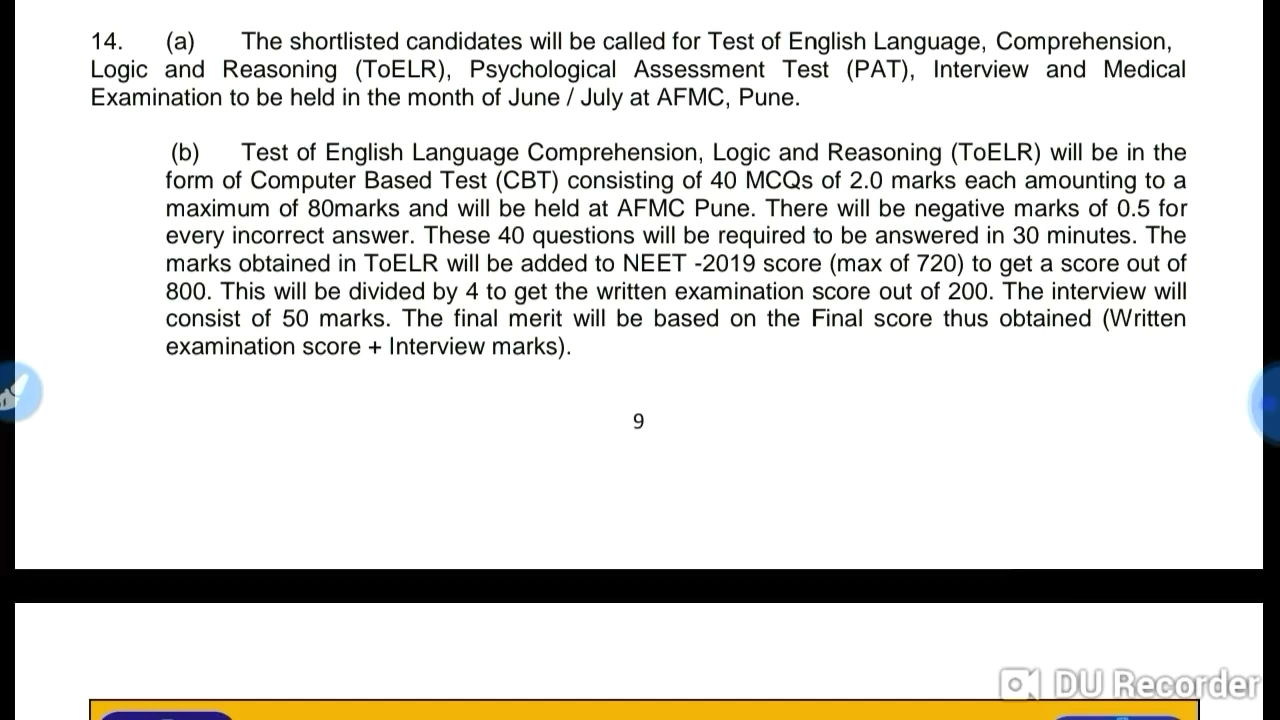 14. (a) The shortlisted candidates will be called for Test of English Language, Comprehension,
Logic and Reasoning (ToELR), Psychological Assessment Test (PAT), Interview and Medical
Examination to be held in the month of June / July at AFMC, Pune.
(b) Test of English Language Comprehension, Logic and Reasoning (ToELR) will be in the
form of Computer Based Test (CBT) consisting of 40 MCQs of 2.0 marks each amounting to a
maximum of 80marks and will be held at AFMC Pune. There will be negative marks of 0.5 for
every incorrect answer. These 40 questions will be required to be answered in 30 minutes. The
marks obtained in ToELR will be added to NEET -2019 score (max of 720) to get a score out of
800. This will be divided by 4 to get the written examination score out of 200. The interview will
consist of 50 marks. The final merit will be based on the Final score thus obtained (Written
examination score + Interview marks).
9
DU Recorder